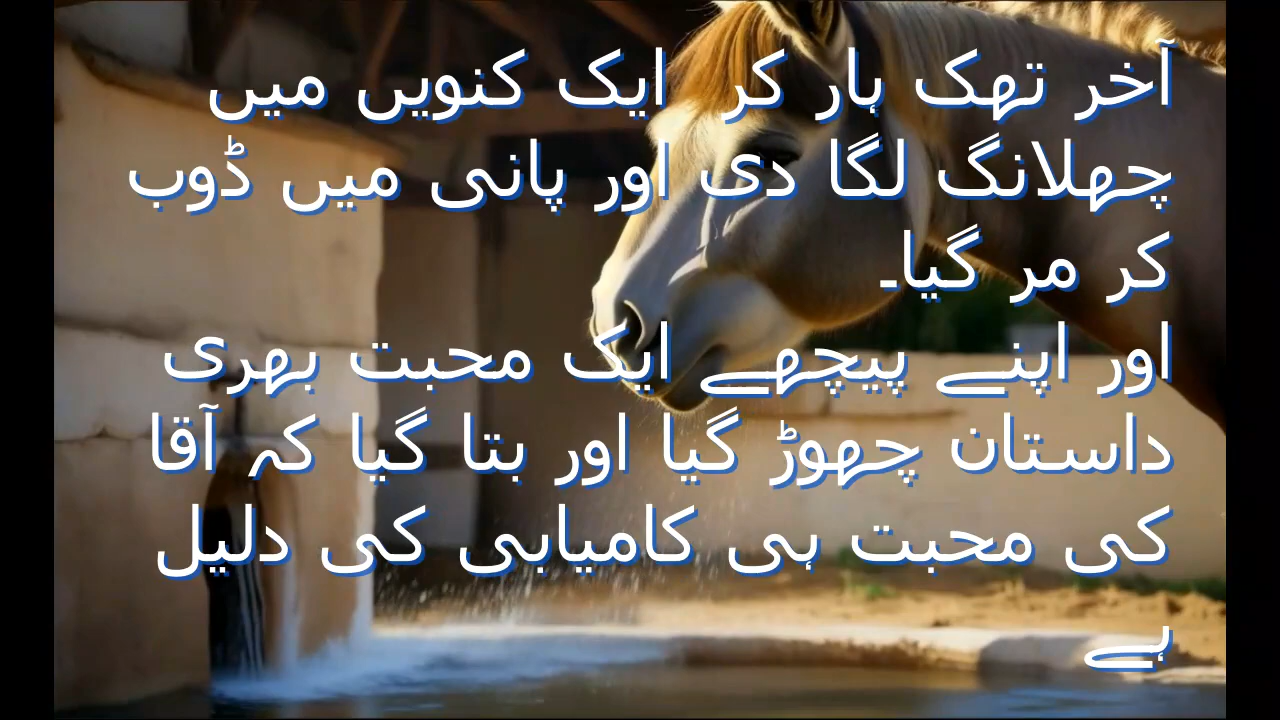 آخر تھک ہار کر ایک کنویں میں
چھلانگ لگا دی اور پانی میں ڈوب
کر مر گیا۔
اور اپنے پیچھے ایک محبت بھری
داستان چھوڑ گیا اور بتا گیا کہ آقا
کی محبت ہی کامیابی کی دلیل
ہے